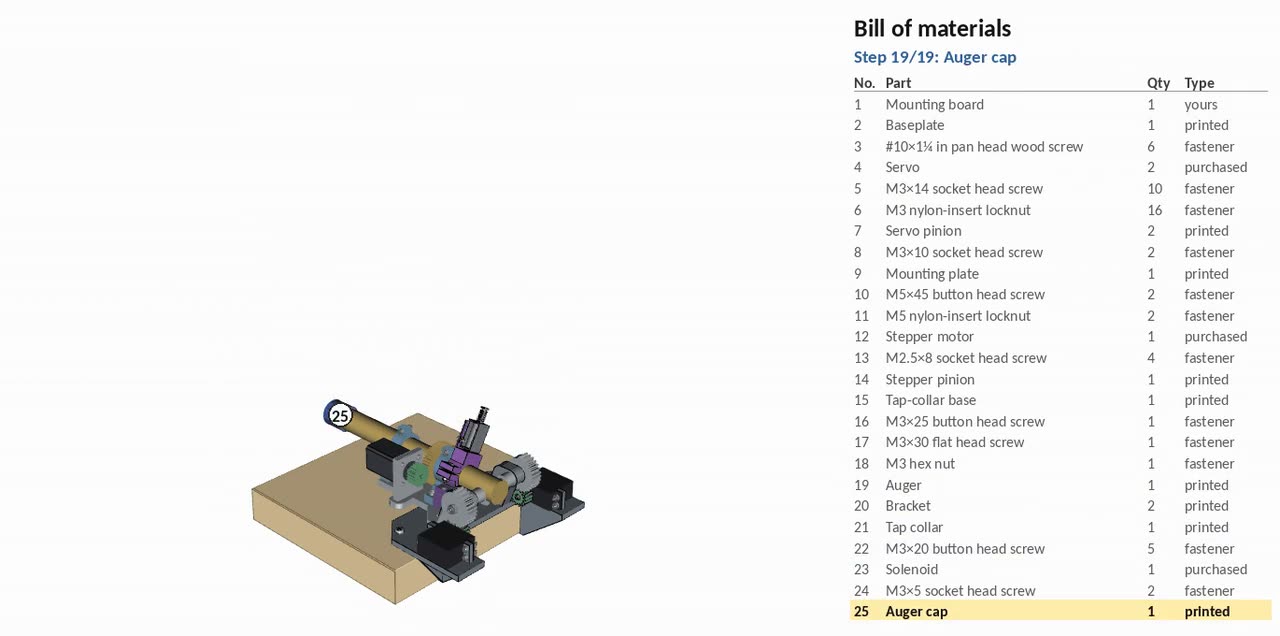 Bill of materials
Step 19/19: Auger cap
No. Part Qty Type
1 Mounting board 1 yours
2 Baseplate 1 printed
3 #10×1¼ in pan head wood screw 6 fastener
4 Servo 2 purchased
5 M3×14 socket head screw 10 fastener
6 M3 nylon-insert locknut 16 fastener
7 Servo pinion 2 printed
8 M3×10 socket head screw 2 fastener
9 Mounting plate 1 printed
10 M5×45 button head screw 2 fastener
11 M5 nylon-insert locknut 2 fastener
12 Stepper motor 1 purchased
13 M2.5×8 socket head screw 4 fastener
14 Stepper pinion 1 printed
15 Tap-collar base 1 printed
16 M3×25 button head screw 1 fastener
17 M3×30 flat head screw 1 fastener
18 M3 hex nut 1 fastener
19 Auger 1 printed
20 Bracket 2 printed
21 Tap collar 1 printed
22 M3×20 button head screw 5 fastener
23 Solenoid 1 purchased
24 M3×5 socket head screw 2 fastener
25 Auger cap 1 printed
25